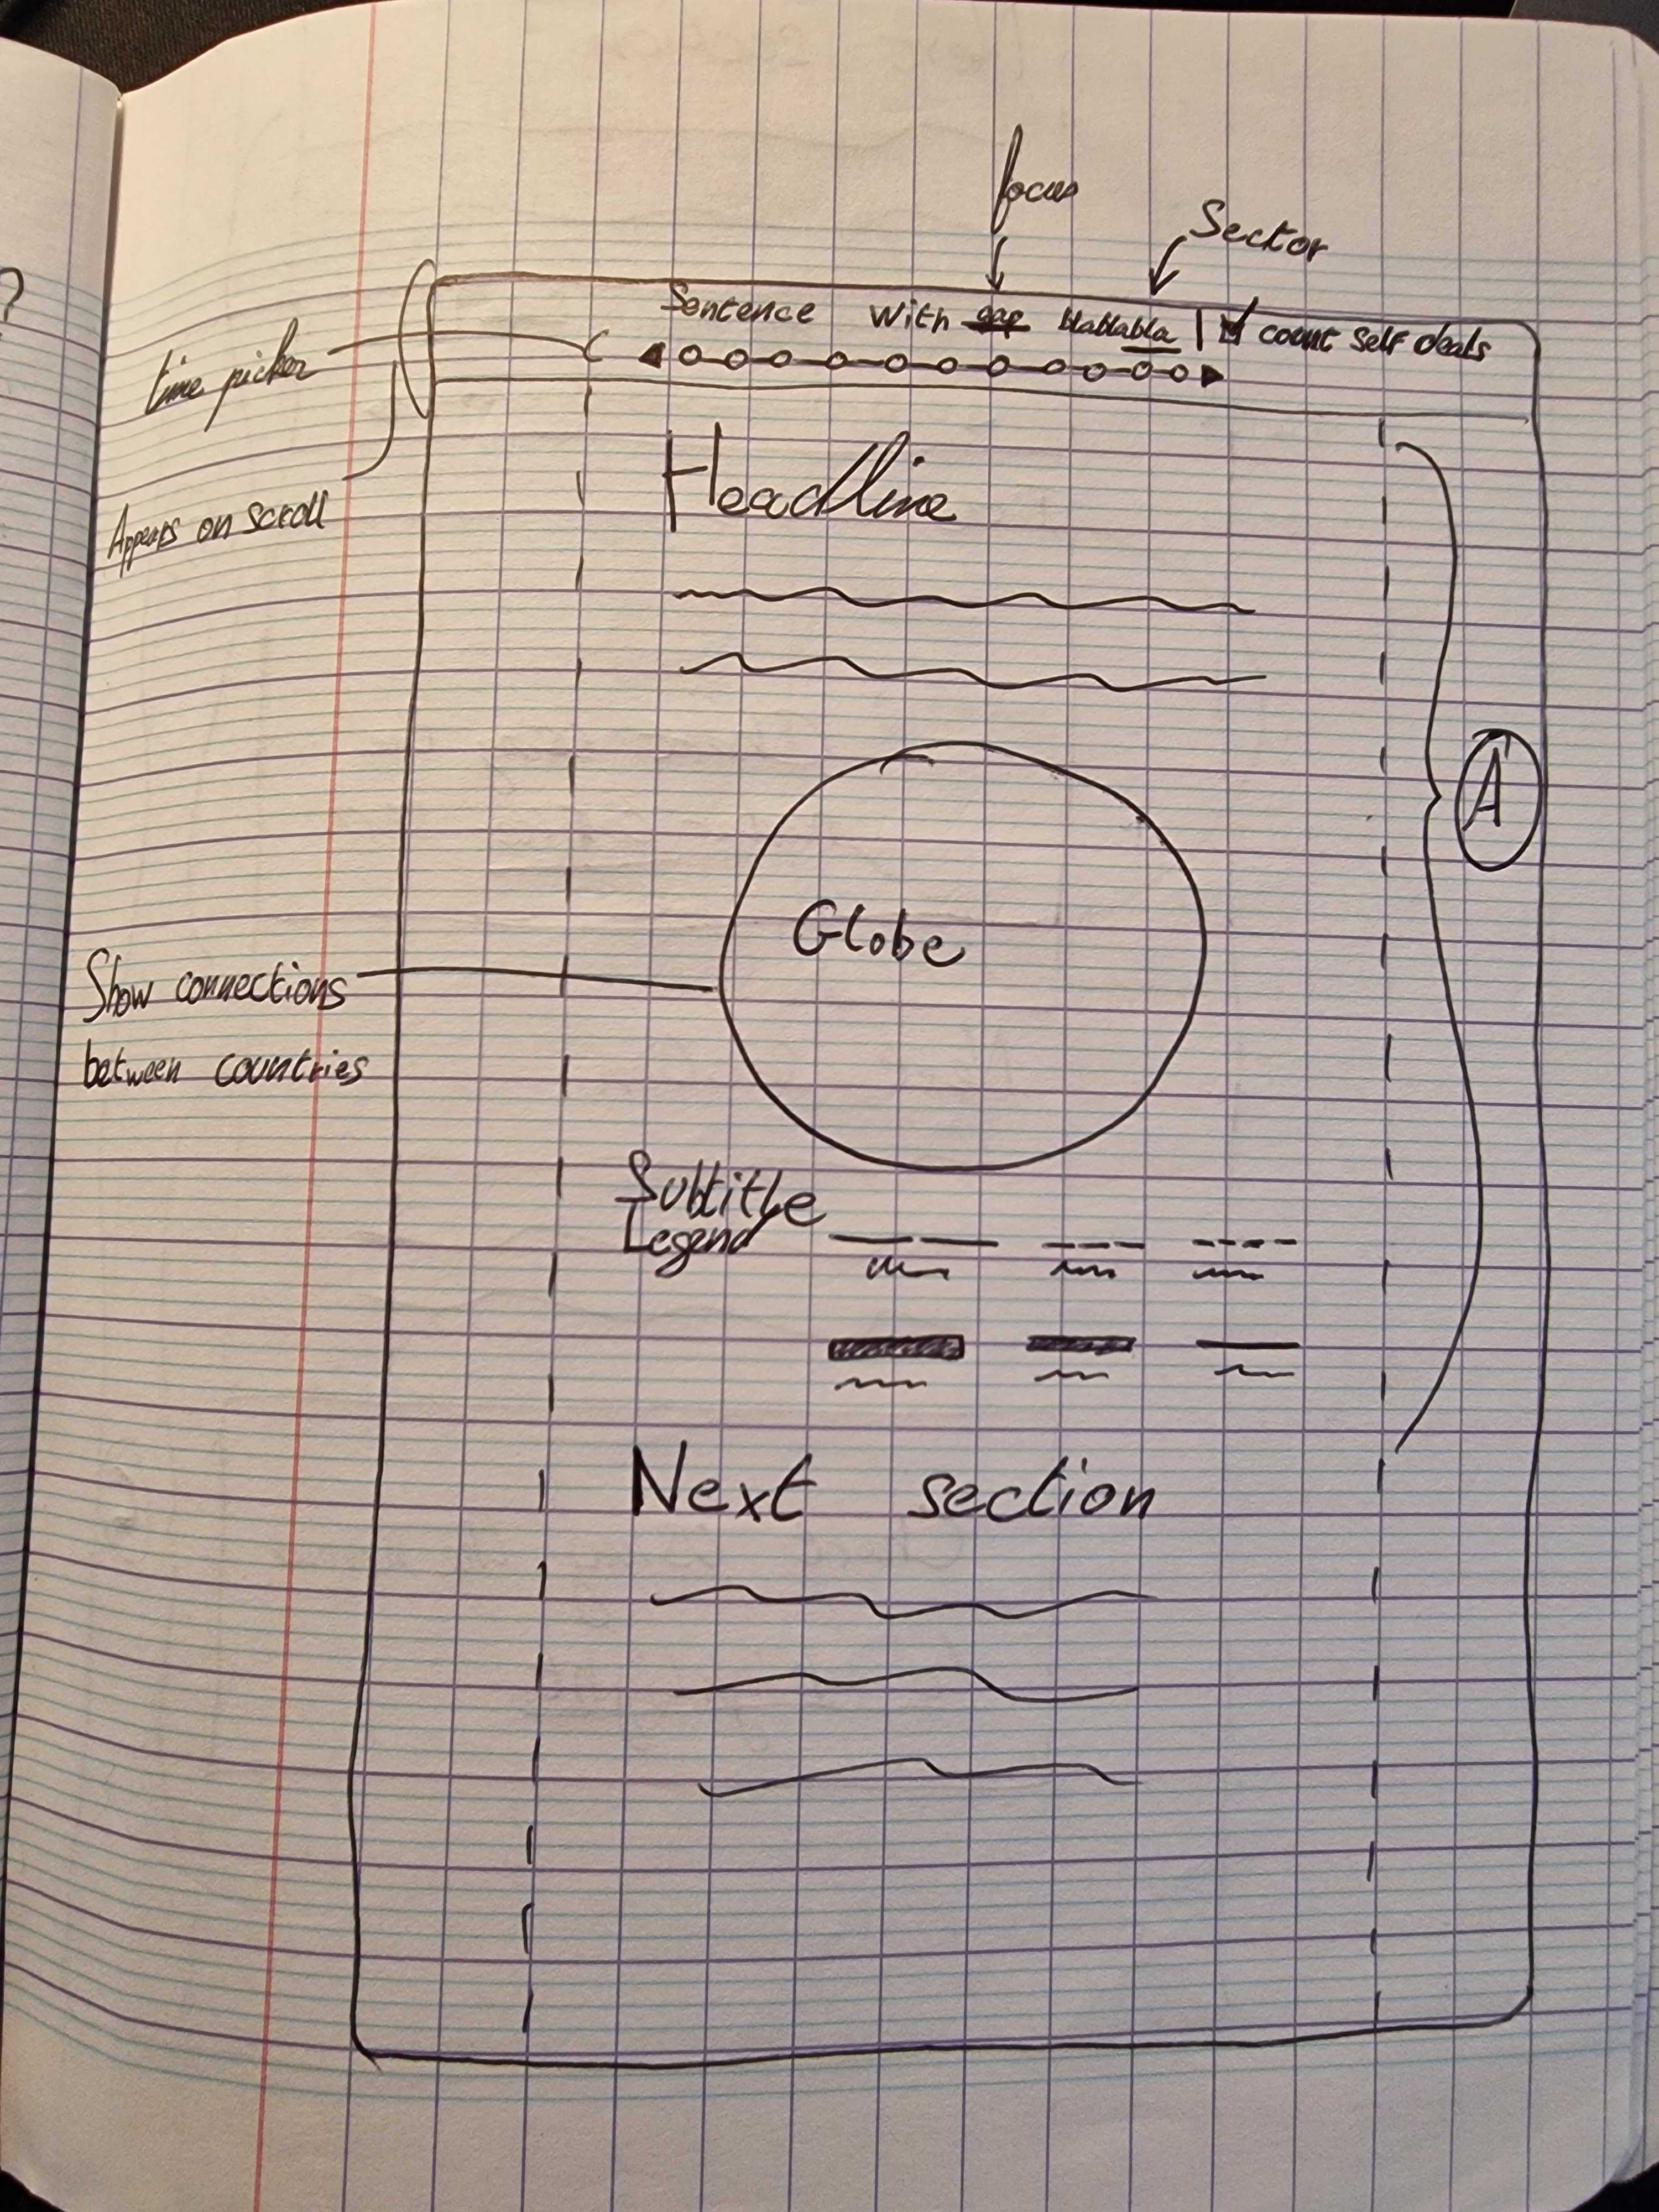 ?
focus
Sector
Sentence with gap blablabla | ☑ count self deals
time picker
Appears on scroll
Headline
A
Globe
Show connections
between countries
Subtitle
Legend
Next section